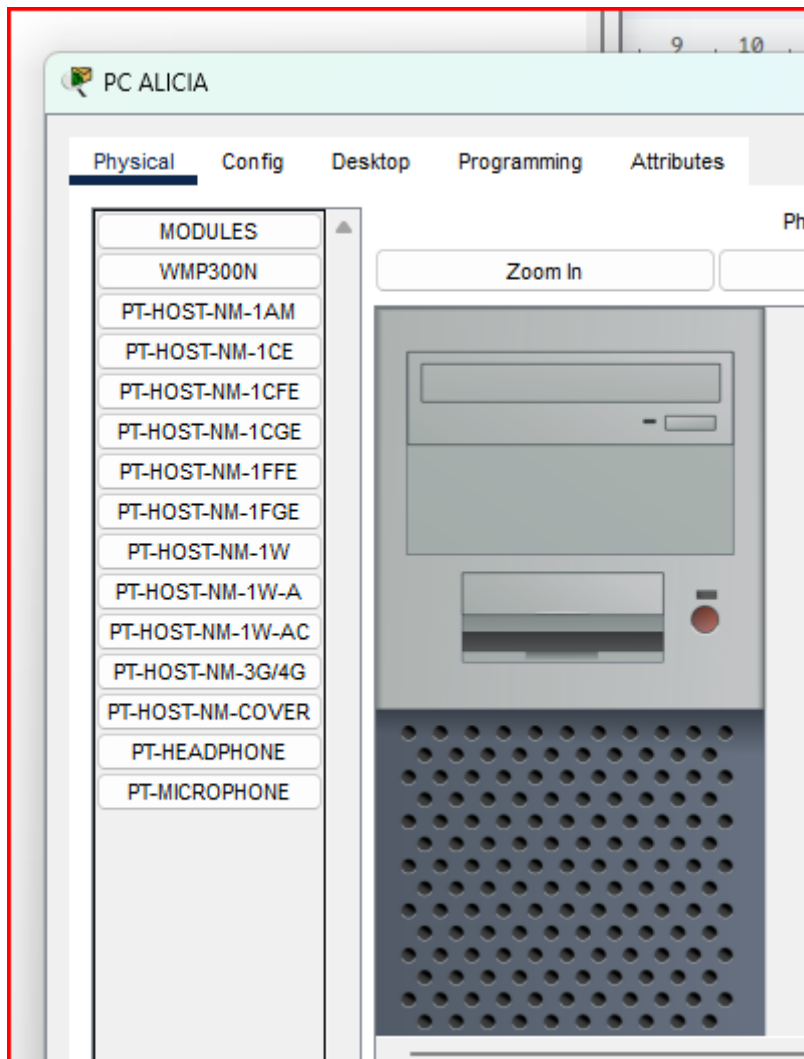 9 . 10 .
PC ALICIA
Physical Config Desktop Programming Attributes
MODULES
WMP300N
PT-HOST-NM-1AM
PT-HOST-NM-1CE
PT-HOST-NM-1CFE
PT-HOST-NM-1CGE
PT-HOST-NM-1FFE
PT-HOST-NM-1FGE
PT-HOST-NM-1W
PT-HOST-NM-1W-A
PT-HOST-NM-1W-AC
PT-HOST-NM-3G/4G
PT-HOST-NM-COVER
PT-HEADPHONE
PT-MICROPHONE
Ph
Zoom In